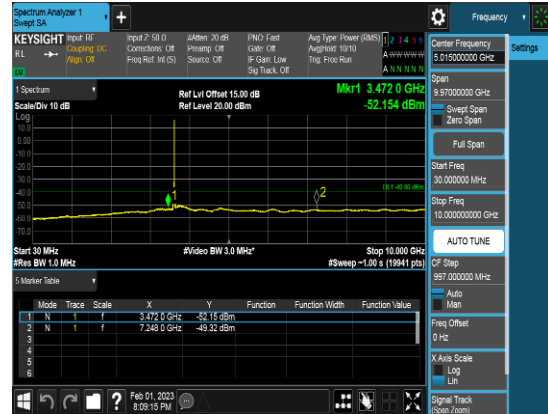 Spectrum Analyzer 1
Swept SA
Frequency
KEYSIGHT
Input: RF
Input Z: 50 Ω
#Atten: 20 dB
PNO: Fast
Avg Type: Power (RMS)
1 2 3 4 5 6
RL
Coupling: DC
Corrections: Off
Preamp: Off
Gate: Off
Avg|Hold: 10/10
A W W W W W
Align: Off
Freq Ref: Int (S)
Source: Off
IF Gain: Low
Trig: Free Run
Sig Track: Off
A N N N N N
1 Spectrum
Ref Lvl Offset 15.00 dB
Mkr1 3.472 0 GHz
Scale/Div 10 dB
Ref Level 20.00 dBm
-52.154 dBm
Log
10.0
0.00
-10.0
-20.0
-30.0
-40.0
-50.0
-60.0
-70.0
1
2
DL1 -40.00 dBm
Start 30 MHz
#Video BW 3.0 MHz*
Stop 10.000 GHz
#Res BW 1.0 MHz
#Sweep ~1.00 s (19941 pts)
5 Marker Table
Mode Trace Scale X Y Function Function Width Function Value
1 N 1 f 3.472 0 GHz -52.15 dBm
2 N 1 f 7.248 0 GHz -49.32 dBm
3
4
5
6
Feb 01, 2023
8:09:15 PM
Center Frequency
5.015000000 GHz
Settings
Span
9.97000000 GHz
Swept Span
Zero Span
Full Span
Start Freq
30.000000 MHz
Stop Freq
10.000000000 GHz
AUTO TUNE
CF Step
997.000000 MHz
Auto
Man
Freq Offset
0 Hz
X Axis Scale
Log
Lin
Signal Track
(Span Zoom)